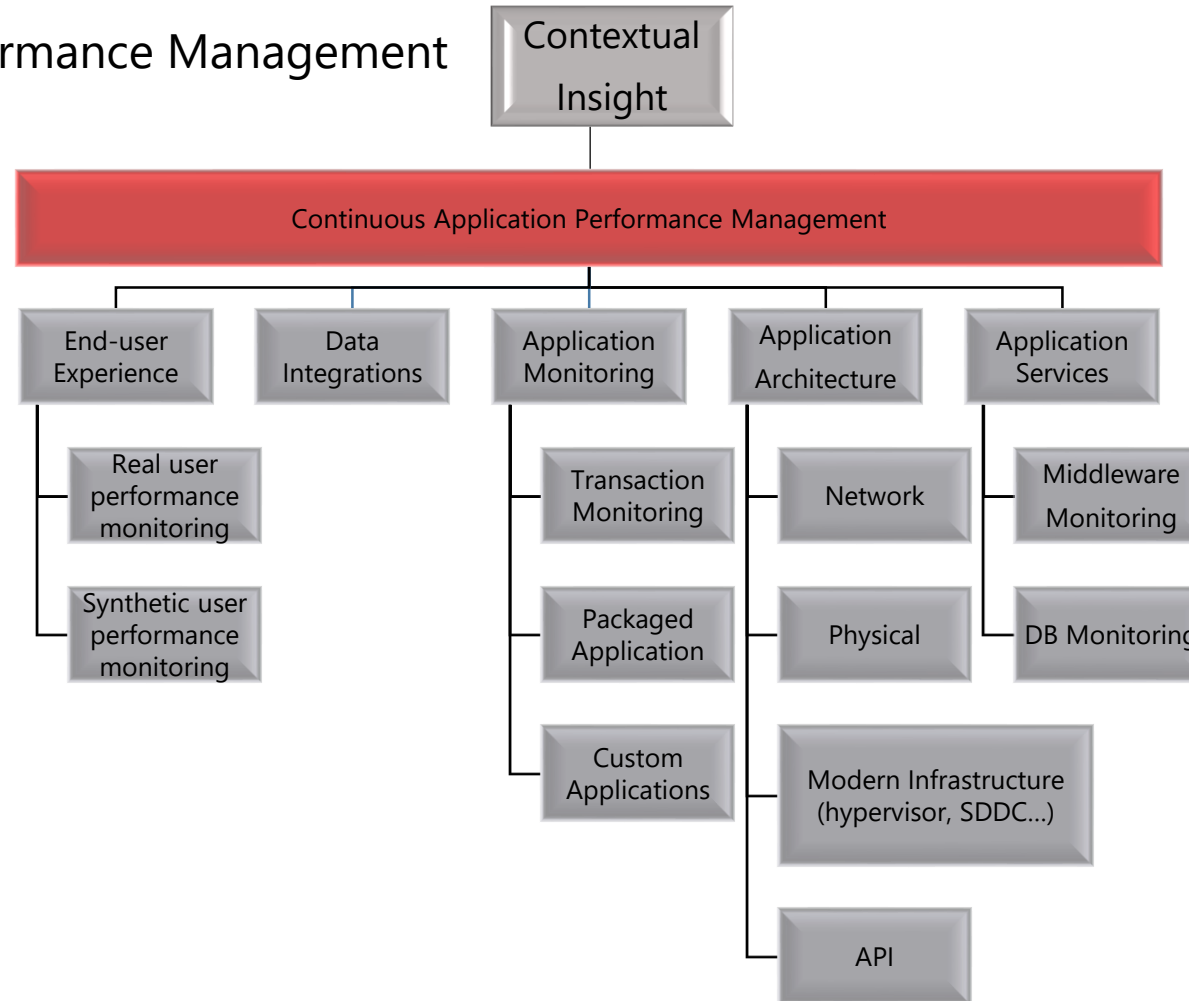 rmance Management
Contextual
Insight
Continuous Application Performance Management
End-user
Experience
Data
Integrations
Application
Monitoring
Application
Architecture
Application
Services
Real user
performance
monitoring
Synthetic user
performance
monitoring
Transaction
Monitoring
Packaged
Application
Custom
Applications
Network
Physical
Modern Infrastructure
(hypervisor, SDDC...)
API
Middleware
Monitoring
DB Monitoring